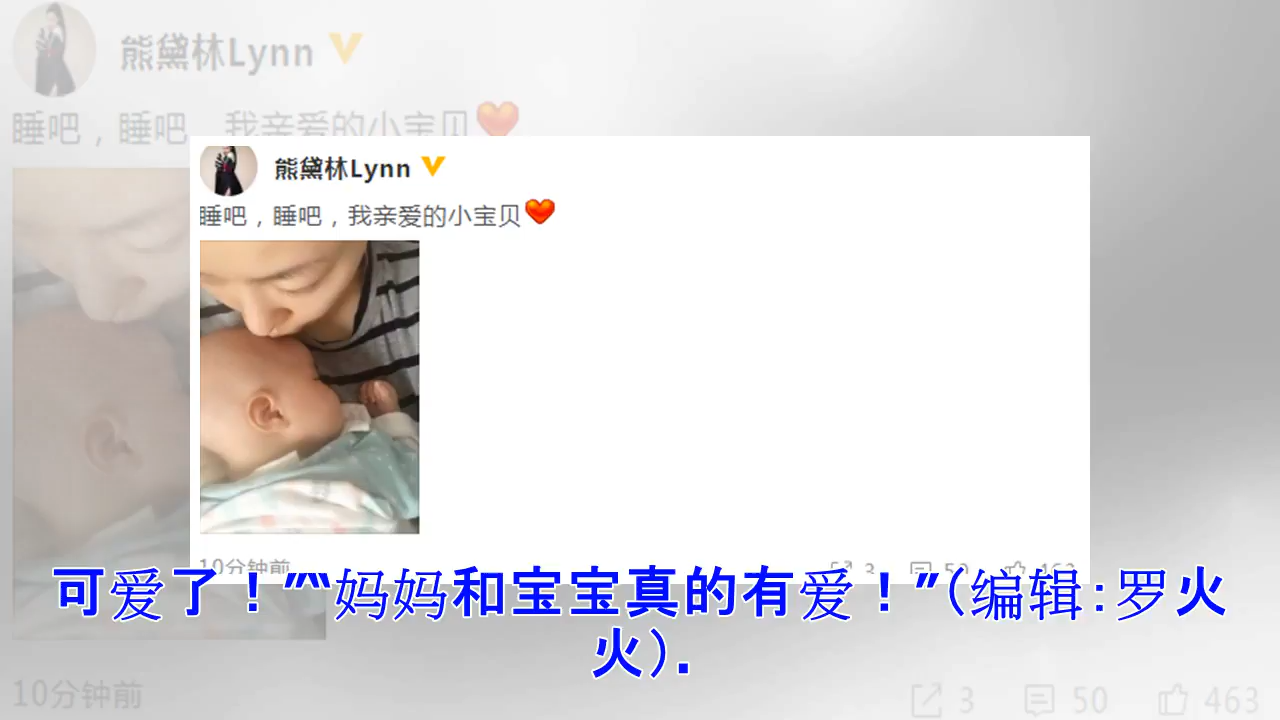 熊黛林Lynn
睡吧，睡吧，我亲爱的小宝贝
熊黛林Lynn
睡吧，睡吧，我亲爱的小宝贝
10分钟前
3 50 463
可爱了！”“妈妈和宝宝真的有爱！”(编辑:罗火
火).
10分钟前
3 50 463